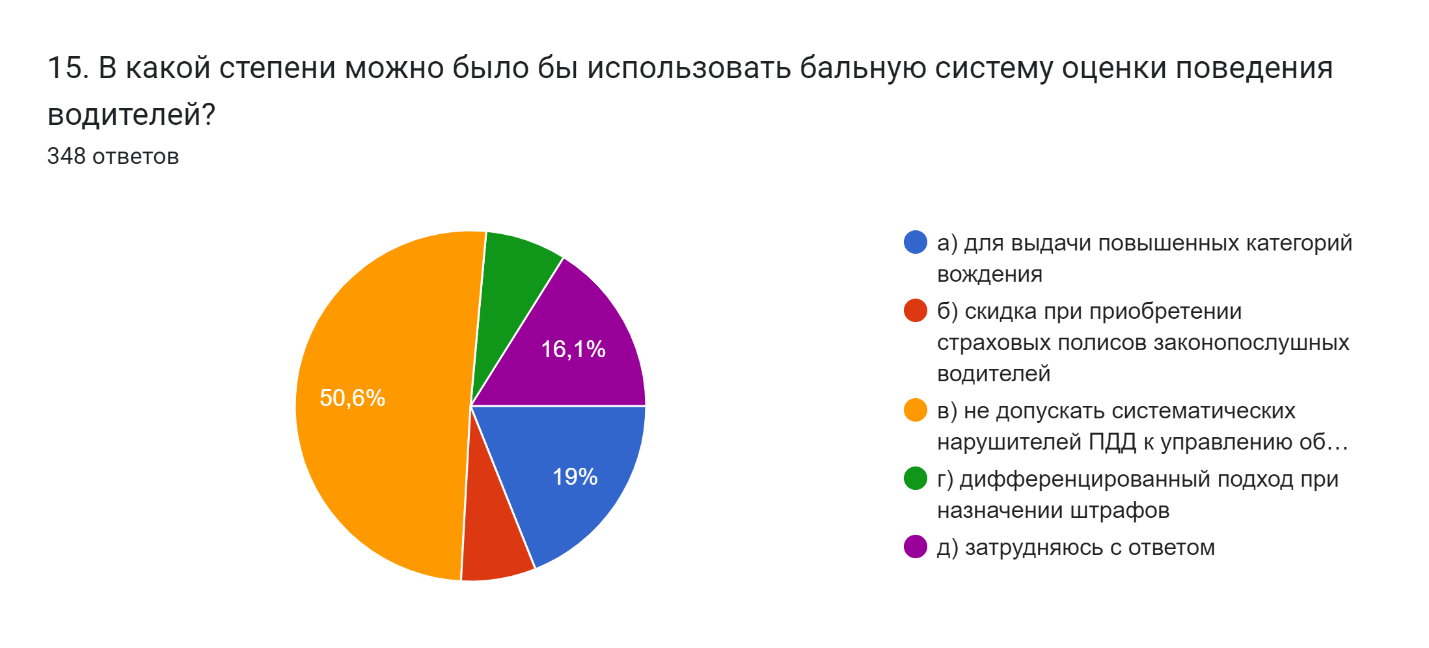 15. В какой степени можно было бы использовать бальную систему оценки поведения
водителей?
348 ответов
а) для выдачи повышенных категорий
вождения
б) скидка при приобретении
страховых полисов законопослушных
водителей
в) не допускать систематических
нарушителей ПДД к управлению об…
г) дифференцированный подход при
назначении штрафов
д) затрудняюсь с ответом
16,1%
50,6%
19%